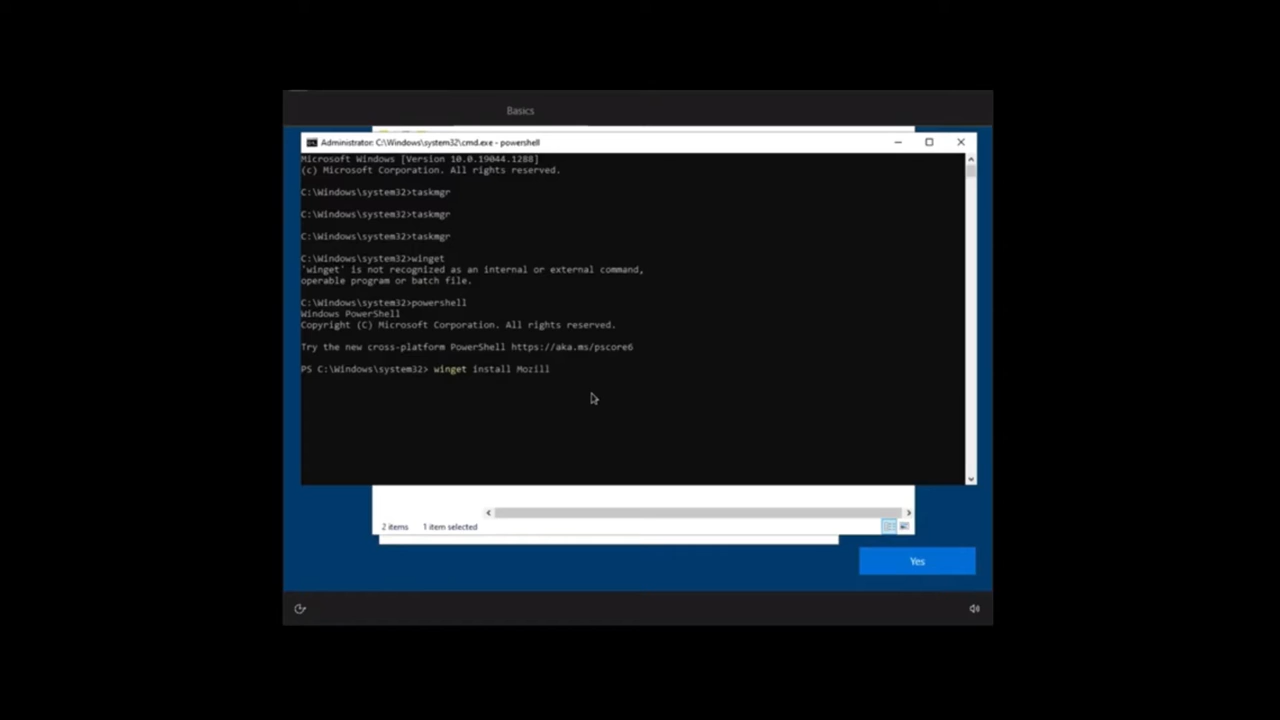 Basics
Administrator: C:\Windows\system32\cmd.exe - powershell
Microsoft Windows [Version 10.0.19044.1288]
(c) Microsoft Corporation. All rights reserved.
C:\Windows\system32>taskmgr
C:\Windows\system32>taskmgr
C:\Windows\system32>taskmgr
C:\Windows\system32>winget
'winget' is not recognized as an internal or external command,
operable program or batch file.
C:\Windows\system32>powershell
Windows PowerShell
Copyright (C) Microsoft Corporation. All rights reserved.
Try the new cross-platform PowerShell https://aka.ms/pscore6
PS C:\Windows\system32> winget install Mozill
2 items 1 item selected
Yes